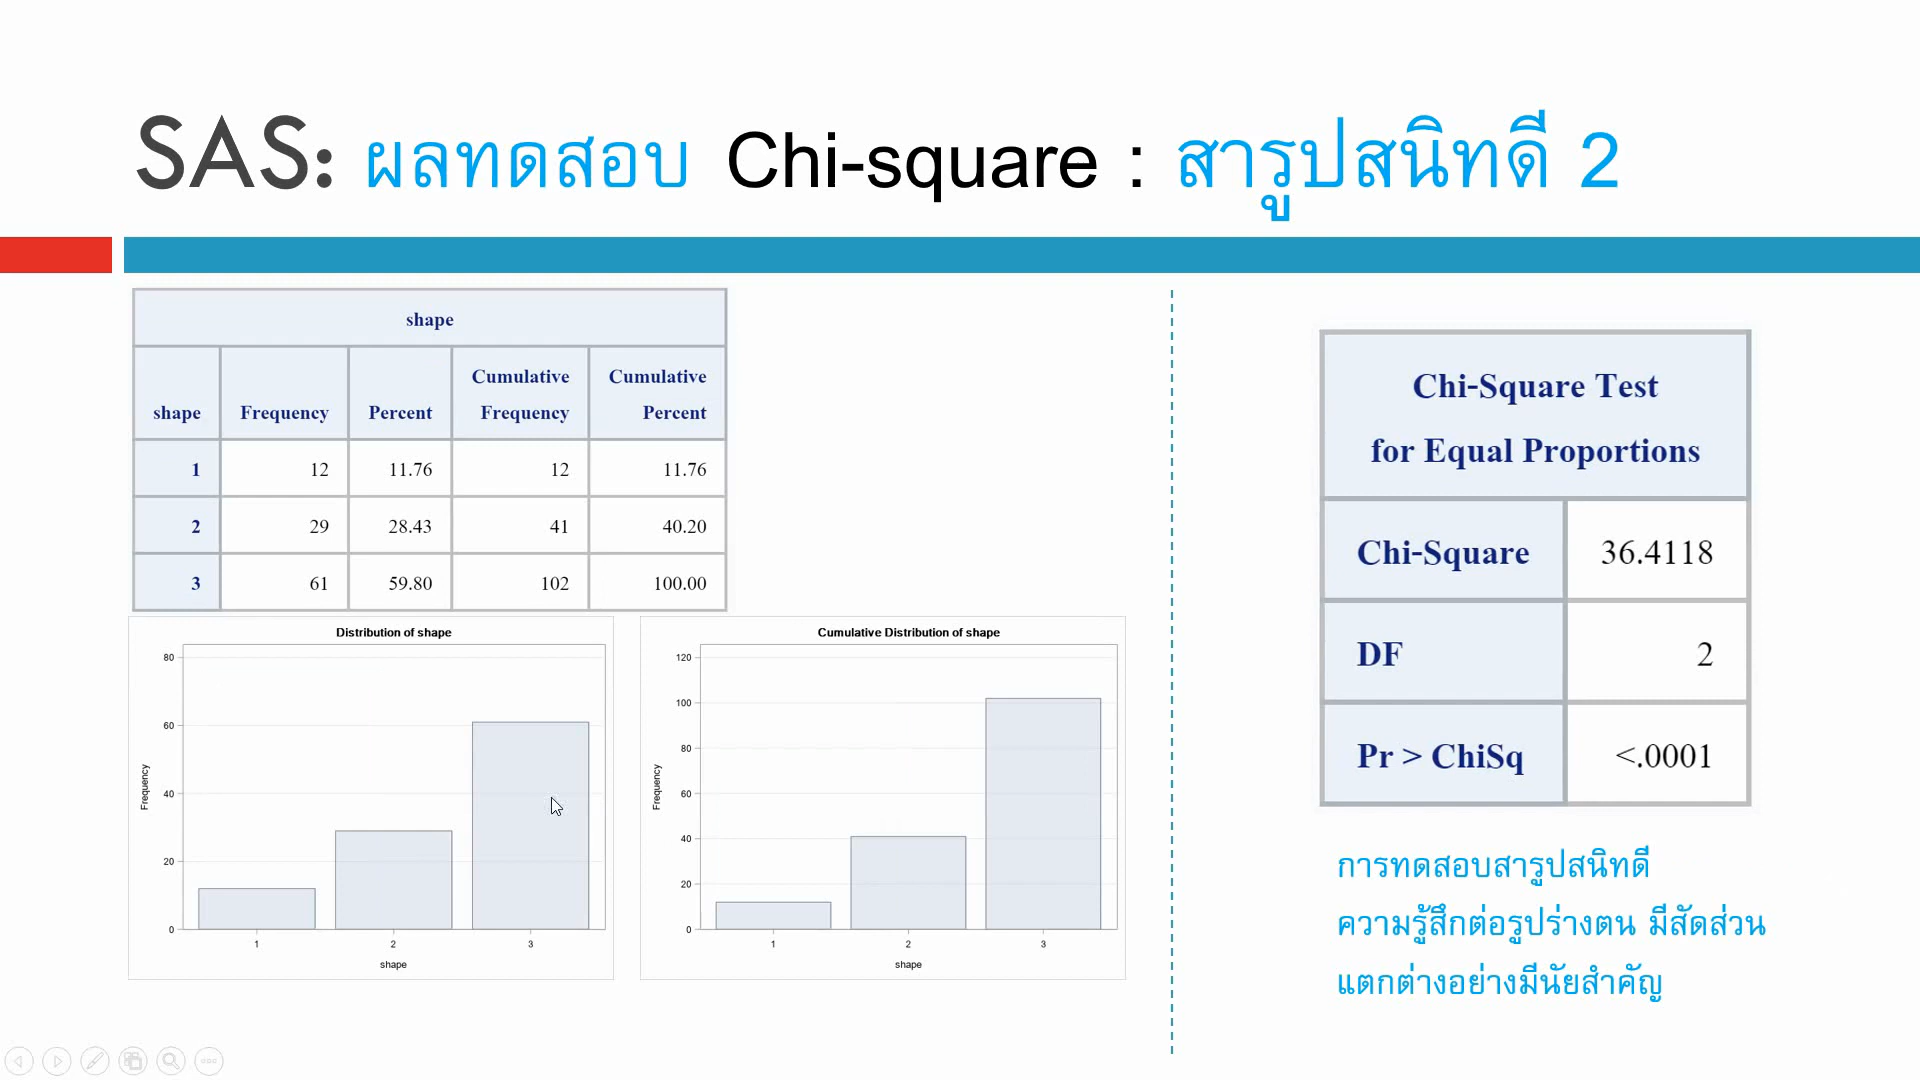 SAS: ผลทดสอบ Chi-square : สารูปสนิทดี 2
shape
shape Frequency Percent Cumulative Frequency Cumulative Percent
1 12 11.76 12 11.76
2 29 28.43 41 40.20
3 61 59.80 102 100.00
Distribution of shape
80
60
40
20
0
Frequency
1 2 3
shape
Cumulative Distribution of shape
120
100
80
60
40
20
0
Frequency
1 2 3
shape
Chi-Square Test
for Equal Proportions
Chi-Square 36.4118
DF 2
Pr > ChiSq <.0001
การทดสอบสารูปสนิทดี
ความรู้สึกต่อรูปร่างตน มีสัดส่วน
แตกต่างอย่างมีนัยสำคัญ